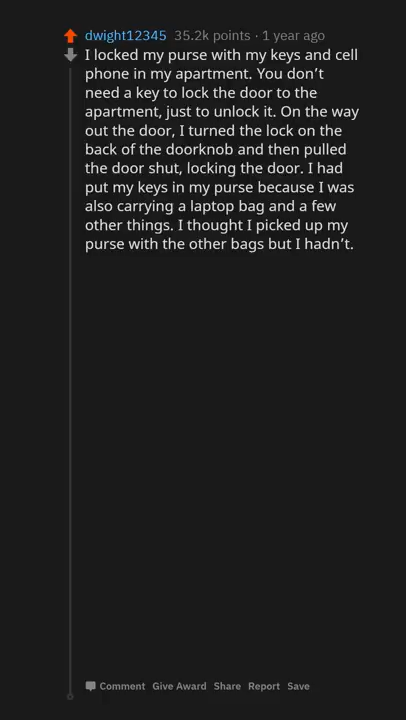 dwight12345 35.2k points · 1 year ago
I locked my purse with my keys and cell
phone in my apartment. You don’t
need a key to lock the door to the
apartment, just to unlock it. On the way
out the door, I turned the lock on the
back of the doorknob and then pulled
the door shut, locking the door. I had
put my keys in my purse because I was
also carrying a laptop bag and a few
other things. I thought I picked up my
purse with the other bags but I hadn’t.
Comment Give Award Share Report Save